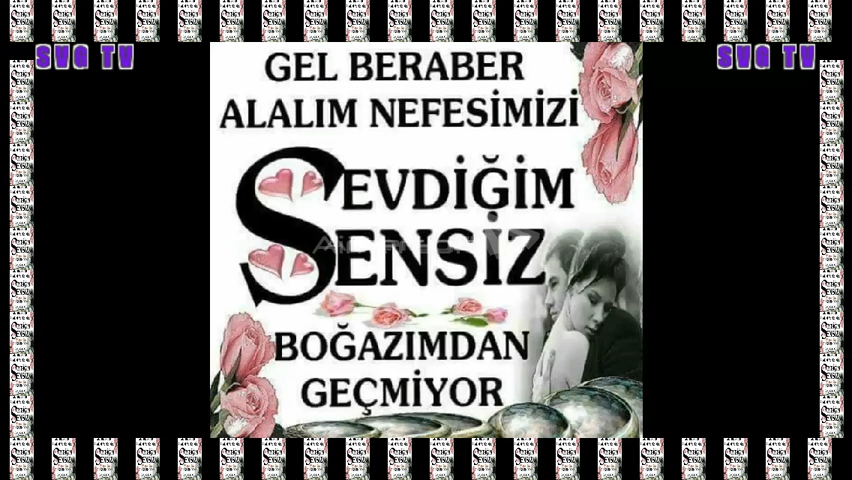 SVG TV
SVG TV
GEL BERABER
ALALIM NEFESİMİZİ
SEVDİĞİM
SENSİZ
BOĞAZIMDAN
GEÇMİYOR